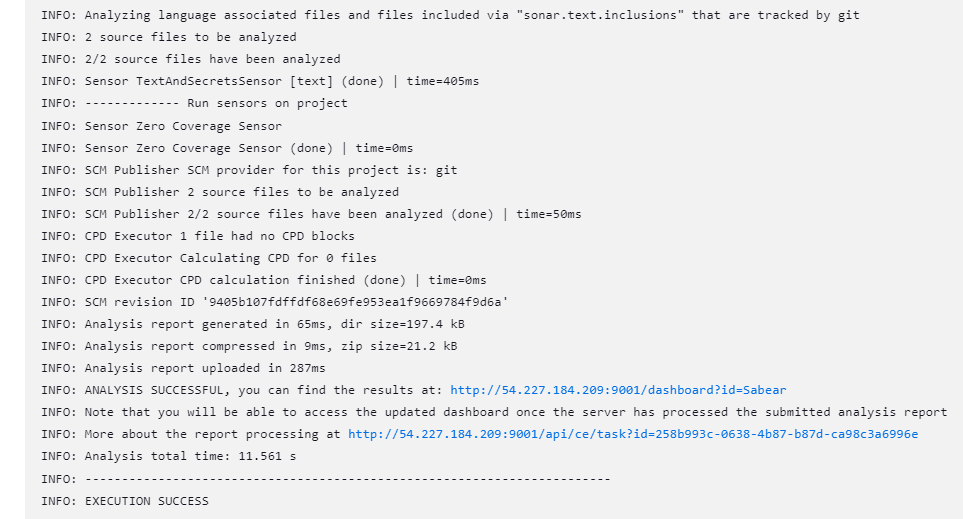 INFO: Analyzing language associated files and files included via "sonar.text.inclusions" that are tracked by git
INFO: 2 source files to be analyzed
INFO: 2/2 source files have been analyzed
INFO: Sensor TextAndSecretsSensor [text] (done) | time=405ms
INFO: ------------- Run sensors on project
INFO: Sensor Zero Coverage Sensor
INFO: Sensor Zero Coverage Sensor (done) | time=0ms
INFO: SCM Publisher SCM provider for this project is: git
INFO: SCM Publisher 2 source files to be analyzed
INFO: SCM Publisher 2/2 source files have been analyzed (done) | time=50ms
INFO: CPD Executor 1 file had no CPD blocks
INFO: CPD Executor Calculating CPD for 0 files
INFO: CPD Executor CPD calculation finished (done) | time=0ms
INFO: SCM revision ID '9405b107fdffdf68e69fe953ea1f9669784f9d6a'
INFO: Analysis report generated in 65ms, dir size=197.4 kB
INFO: Analysis report compressed in 9ms, zip size=21.2 kB
INFO: Analysis report uploaded in 287ms
INFO: ANALYSIS SUCCESSFUL, you can find the results at: http://54.227.184.209:9001/dashboard?id=Sabear
INFO: Note that you will be able to access the updated dashboard once the server has processed the submitted analysis report
INFO: More about the report processing at http://54.227.184.209:9001/api/ce/task?id=258b993c-0638-4b87-b87d-ca98c3a6996e
INFO: Analysis total time: 11.561 s
INFO: ------------------------------------------------------------------------
INFO: EXECUTION SUCCESS